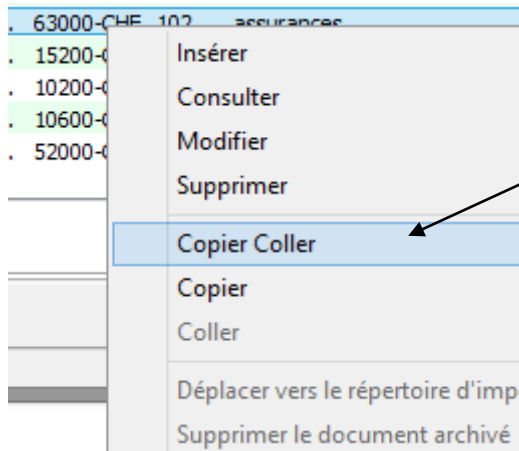 . 63000-CHE 102 assurances
. 15200-
. 10200-
. 10600-
. 52000-
Insérer
Consulter
Modifier
Supprimer
Copier Coller
Copier
Coller
Déplacer vers le répertoire d'imp
Supprimer le document archivé